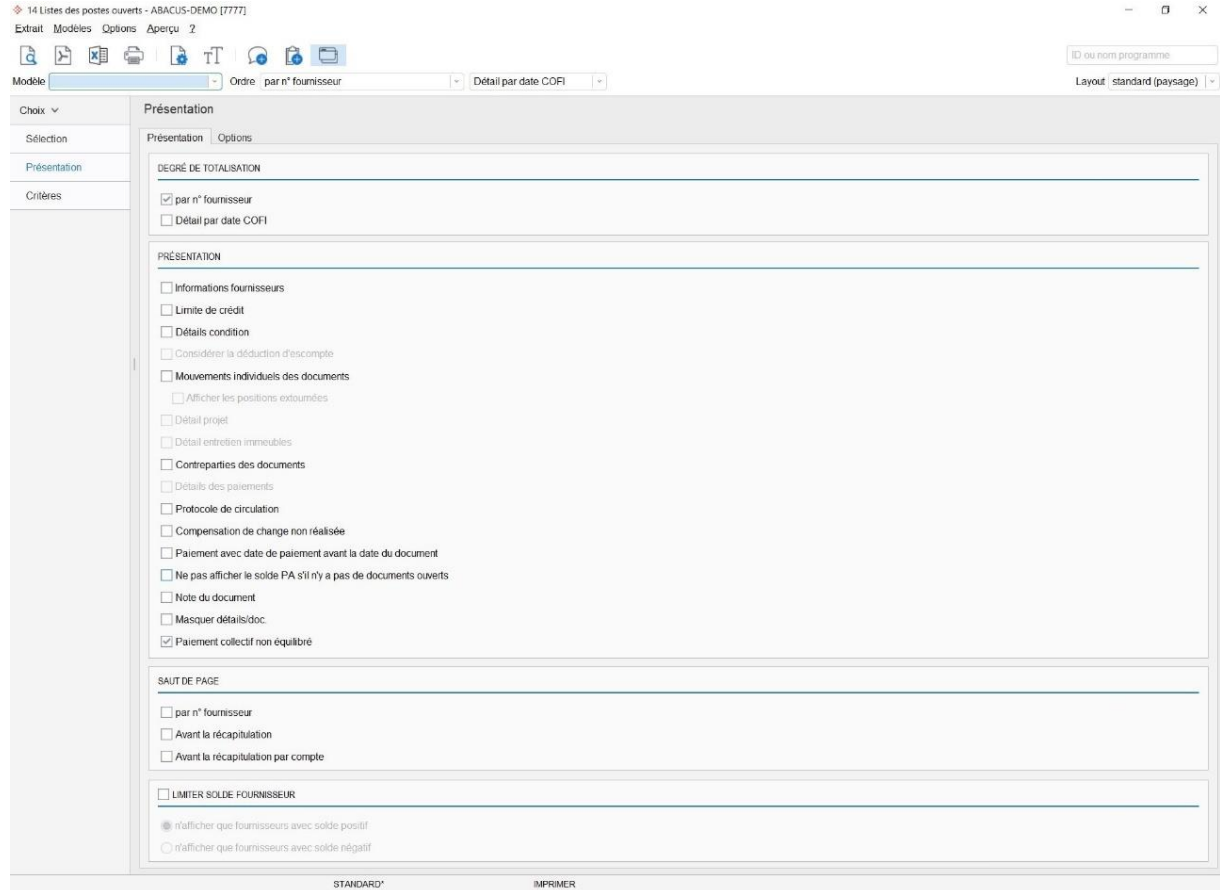 14 Listes des postes ouverts - ABACUS-DEMO [7777]
Extrait Modèles Options Aperçu ?
ID ou nom programme
Modèle Ordre par n° fournisseur Détail par date COFI Layout standard (paysage)
Choix Présentation
Sélection
Présentation
Critères
Présentation Options
DEGRÉ DE TOTALISATION
par n° fournisseur
Détail par date COFI
PRÉSENTATION
Informations fournisseurs
Limite de crédit
Détails condition
Considérer la déduction d'escompte
Mouvements individuels des documents
Afficher les positions extournées
Détail projet
Détail entretien immeubles
Contreparties des documents
Détails des paiements
Protocole de circulation
Compensation de change non réalisée
Paiement avec date de paiement avant la date du document
Ne pas afficher le solde PA s'il n'y a pas de documents ouverts
Note du document
Masquer détails/doc.
Paiement collectif non équilibré
SAUT DE PAGE
par n° fournisseur
Avant la récapitulation
Avant la récapitulation par compte
LIMITER SOLDE FOURNISSEUR
n'afficher que fournisseurs avec solde positif
n'afficher que fournisseurs avec solde négatif
STANDARD* IMPRIMER